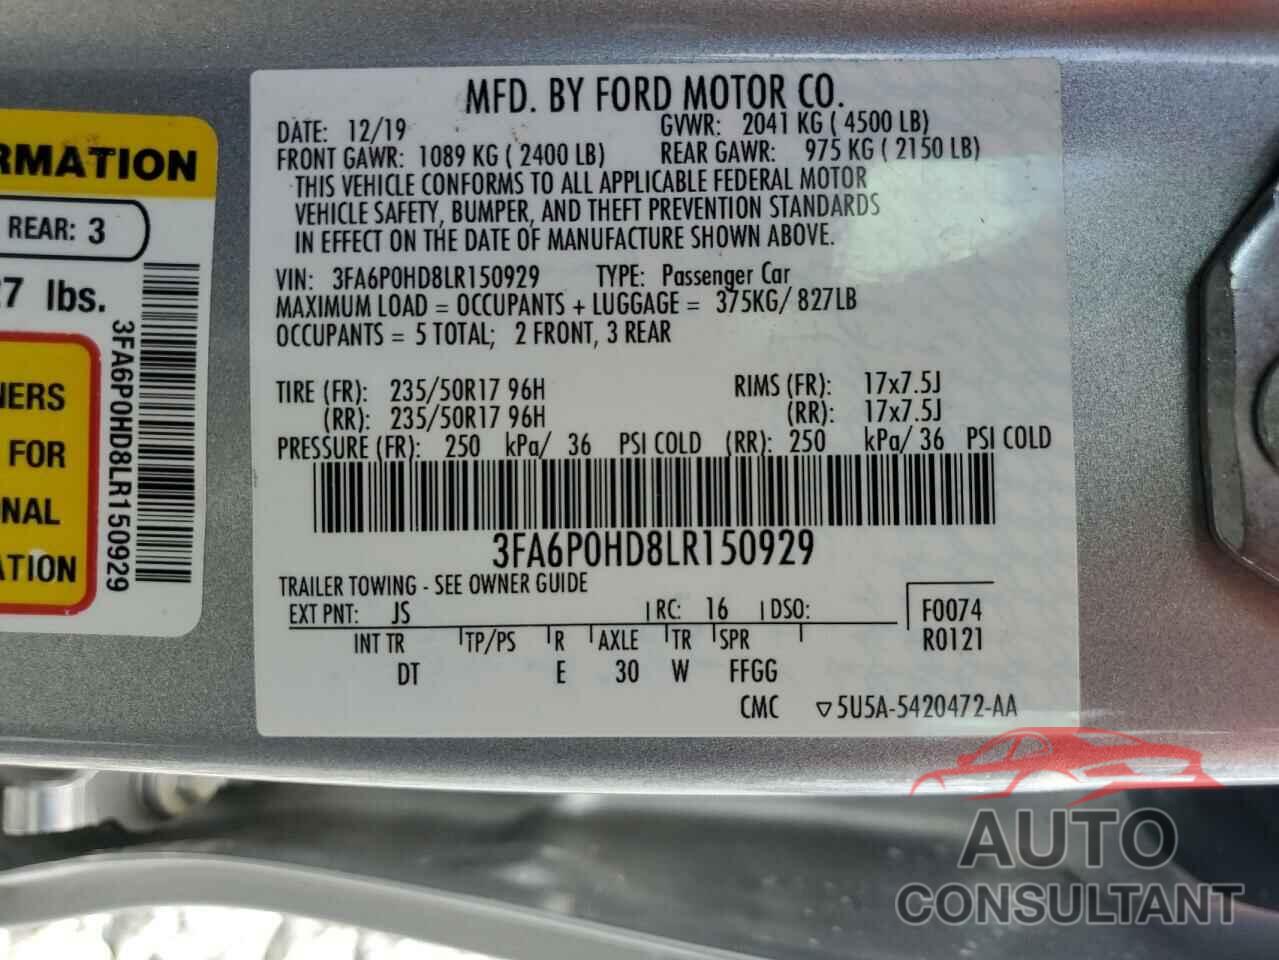 RMATION
REAR: 3
7 lbs.
NERS
FOR
NAL
ATION
3FA6P0HD8LR150929
MFD. BY FORD MOTOR CO.
DATE: 12/19 GVWR: 2041 KG ( 4500 LB)
FRONT GAWR: 1089 KG ( 2400 LB) REAR GAWR: 975 KG ( 2150 LB)
THIS VEHICLE CONFORMS TO ALL APPLICABLE FEDERAL MOTOR
VEHICLE SAFETY, BUMPER, AND THEFT PREVENTION STANDARDS
IN EFFECT ON THE DATE OF MANUFACTURE SHOWN ABOVE.
VIN: 3FA6P0HD8LR150929 TYPE: Passenger Car
MAXIMUM LOAD = OCCUPANTS + LUGGAGE = 375KG/ 827LB
OCCUPANTS = 5 TOTAL; 2 FRONT, 3 REAR
TIRE (FR): 235/50R17 96H RIMS (FR): 17x7.5J
(RR): 235/50R17 96H (RR): 17x7.5J
PRESSURE (FR): 250 kPa/ 36 PSI COLD (RR): 250 kPa/ 36 PSI COLD
3FA6P0HD8LR150929
TRAILER TOWING - SEE OWNER GUIDE
EXT PNT: JS RC: 16 DSO: F0074
INT TR TP/PS R AXLE TR SPR R0121
DT E 30 W FFGG
CMC ▽5U5A-5420472-AA
AUTO
CONSULTANT